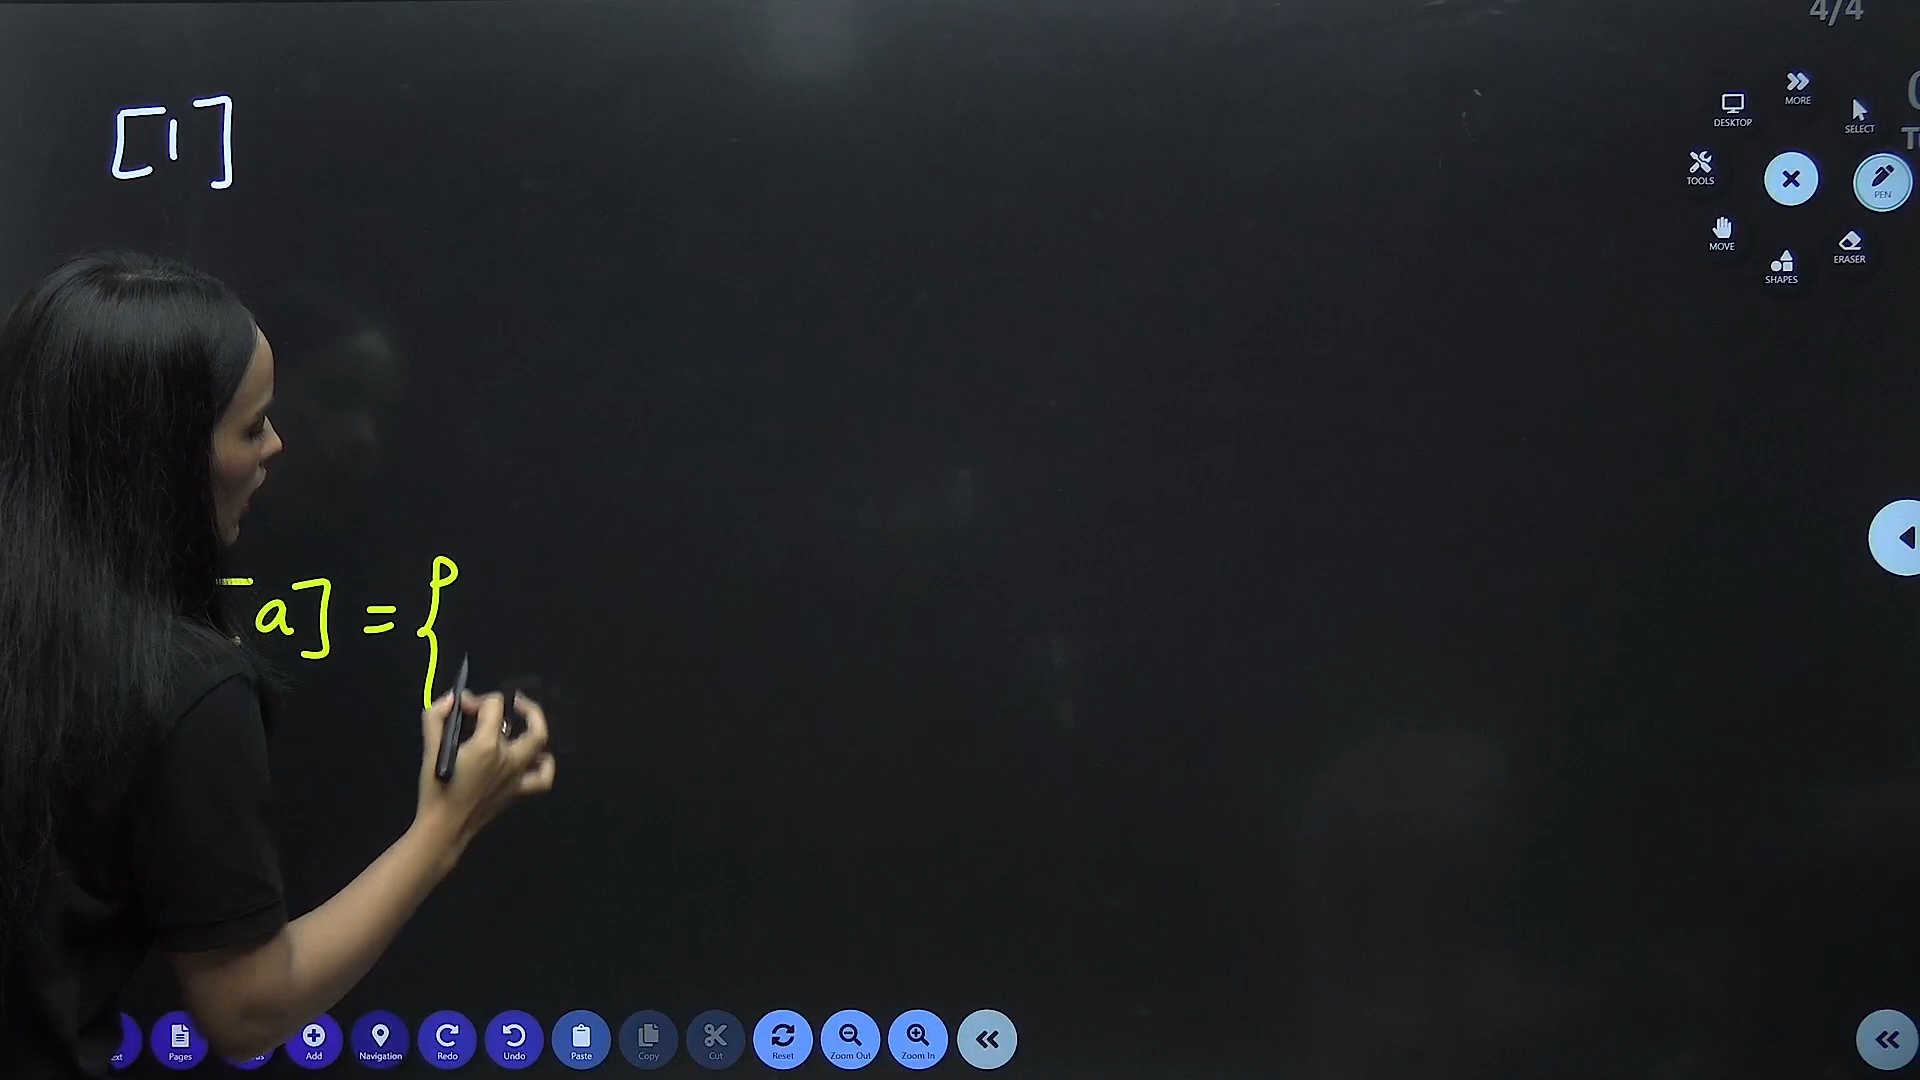 4/4
[1]
MORE
DESKTOP
SELECT
TOOLS
PEN
MOVE
ERASER
SHAPES
a] = {
Pages
Add
Navigation
Redo
Undo
Paste
Copy
Cut
Reset
Zoom Out
Zoom In